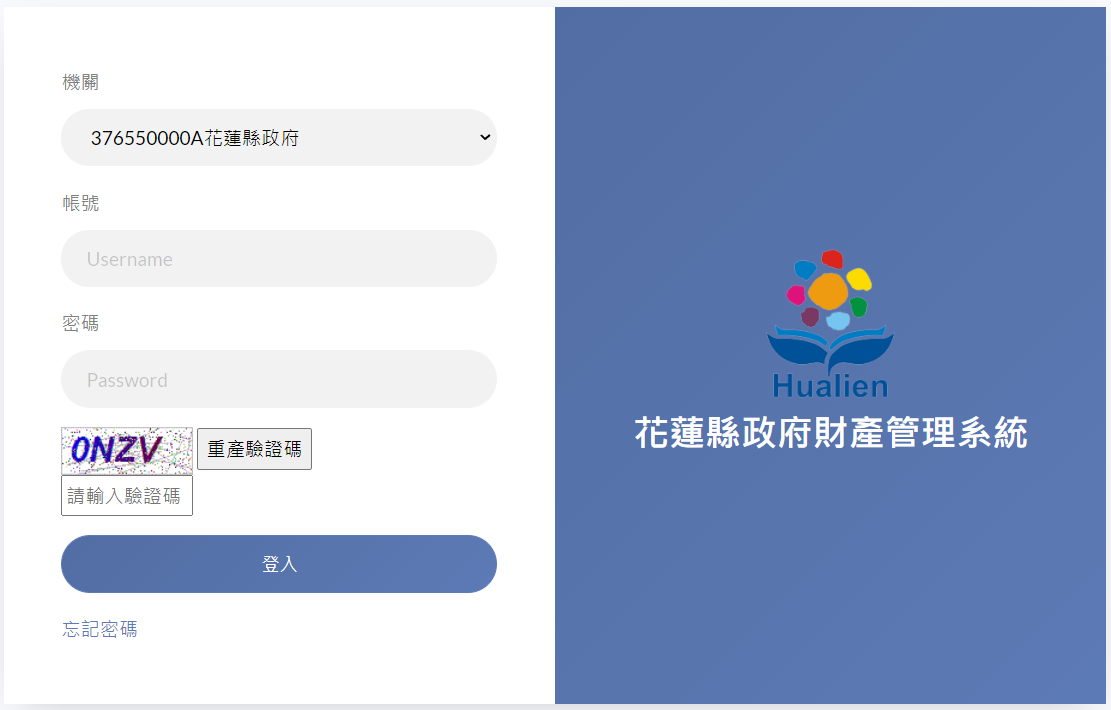 機關
376550000A花蓮縣政府
帳號
Username
密碼
Password
0NZV
重產驗證碼
請輸入驗證碼
登入
忘記密碼
Hualien
花蓮縣政府財產管理系統